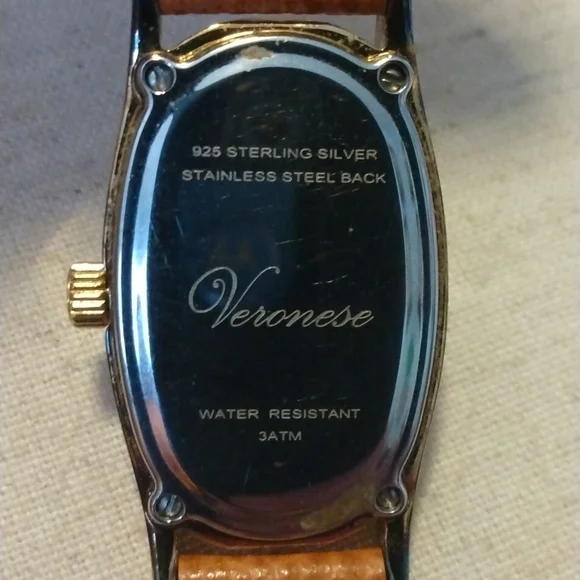 925 STERLING SILVER
STAINLESS STEEL BACK
Veronese
WATER RESISTANT
3ATM